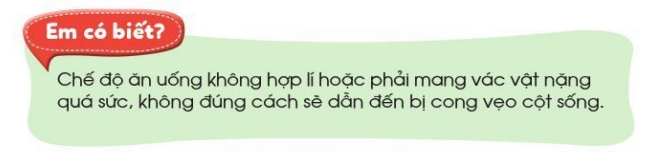 Em có biết?
Chế độ ăn uống không hợp lí hoặc phải mang vác vật nặng
quá sức, không đúng cách sẽ dẫn đến bị cong vẹo cột sống.